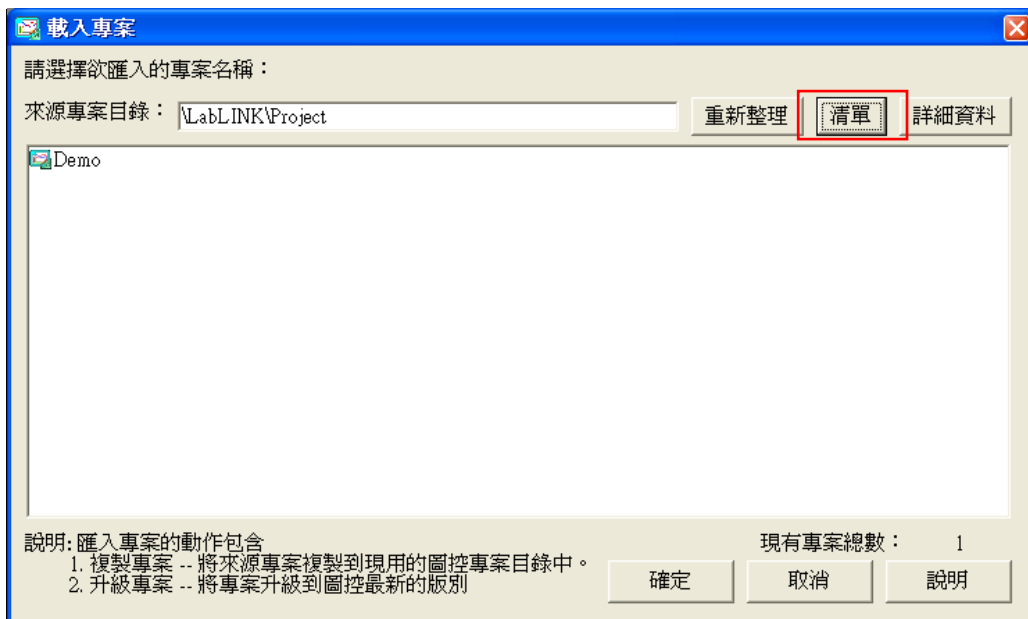 載入專案
請選擇欲匯入的專案名稱：
來源專案目錄： \LabLINK\Project 重新整理 清單 詳細資料
Demo
說明: 匯入專案的動作包含
1. 複製專案 -- 將來源專案複製到現用的圖控專案目錄中。
2. 升級專案 -- 將專案升級到圖控最新的版別
現有專案總數： 1
確定 取消 說明